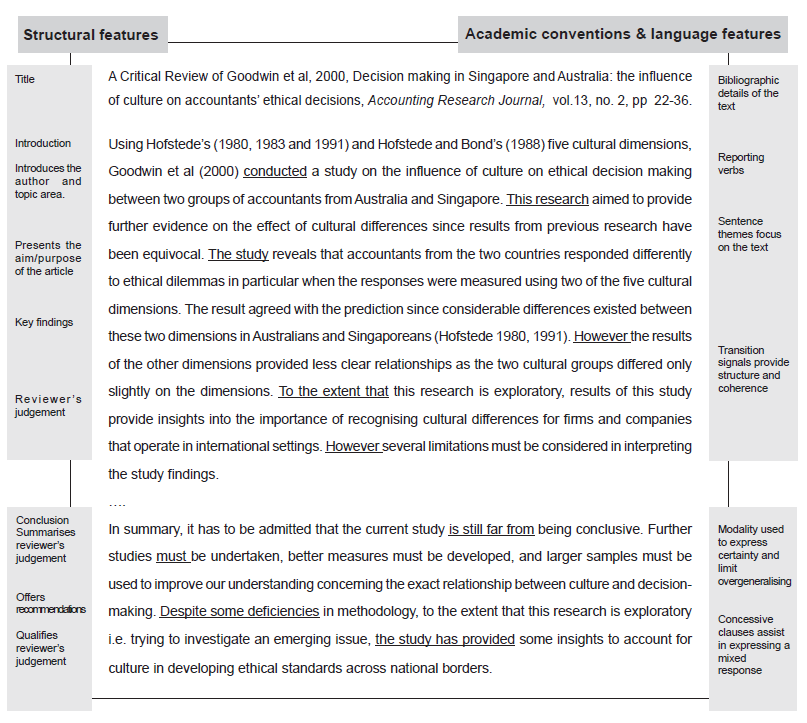 Structural features
Academic conventions & language features
Title
A Critical Review of Goodwin et al, 2000, Decision making in Singapore and Australia: the influence
of culture on accountants' ethical decisions, Accounting Research Journal, vol.13, no. 2, pp 22-36.
Bibliographic
details of the
text
Introduction
Introduces the
author and
topic area.
Presents the
aim/purpose
of the article
Key findings
Reviewer's
judgement
Using Hofstede's (1980, 1983 and 1991) and Hofstede and Bond's (1988) five cultural dimensions,
Goodwin et al (2000) conducted a study on the influence of culture on ethical decision making
between two groups of accountants from Australia and Singapore. This research aimed to provide
further evidence on the effect of cultural differences since results from previous research have
been equivocal. The study reveals that accountants from the two countries responded differently
to ethical dilemmas in particular when the responses were measured using two of the five cultural
dimensions. The result agreed with the prediction since considerable differences existed between
these two dimensions in Australians and Singaporeans (Hofstede 1980, 1991). However the results
of the other dimensions provided less clear relationships as the two cultural groups differed only
slightly on the dimensions. To the extent that this research is exploratory, results of this study
provide insights into the importance of recognising cultural differences for firms and companies
that operate in international settings. However several limitations must be considered in interpreting
the study findings.
....
Reporting
verbs
Sentence
themes focus
on the text
Transition
signals provide
structure and
coherence
Conclusion
Summarises
reviewer's
judgement
Offers
recommendations
Qualifies
reviewer's
judgement
In summary, it has to be admitted that the current study is still far from being conclusive. Further
studies must be undertaken, better measures must be developed, and larger samples must be
used to improve our understanding concerning the exact relationship between culture and decision-
making. Despite some deficiencies in methodology, to the extent that this research is exploratory
i.e. trying to investigate an emerging issue, the study has provided some insights to account for
culture in developing ethical standards across national borders.
Modality used
to express
certainty and
limit
overgeneralising
Concessive
clauses assist
in expressing a
mixed
response